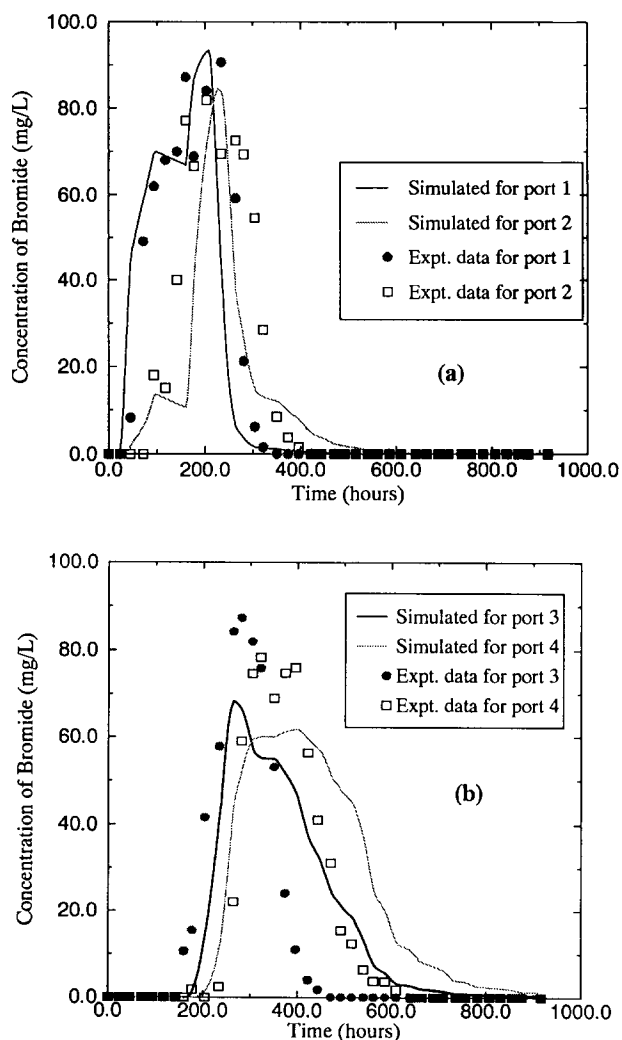 100.0
(a)
80.0
60.0
40.0
20.0
0.0
Concentration of Bromide (mg/L)
Simulated for port 1
Simulated for port 2
Expt. data for port 1
Expt. data for port 2
(a)
0.0 200.0 400.0 600.0 800.0 1000.0
Time (hours)
100.0
80.0
60.0
40.0
20.0
0.0
Concentration of Bromide (mg/L)
Simulated for port 3
Simulated for port 4
Expt. data for port 3
Expt. data for port 4
(b)
0.0 200.0 400.0 600.0 800.0 1000.0
Time (hours)